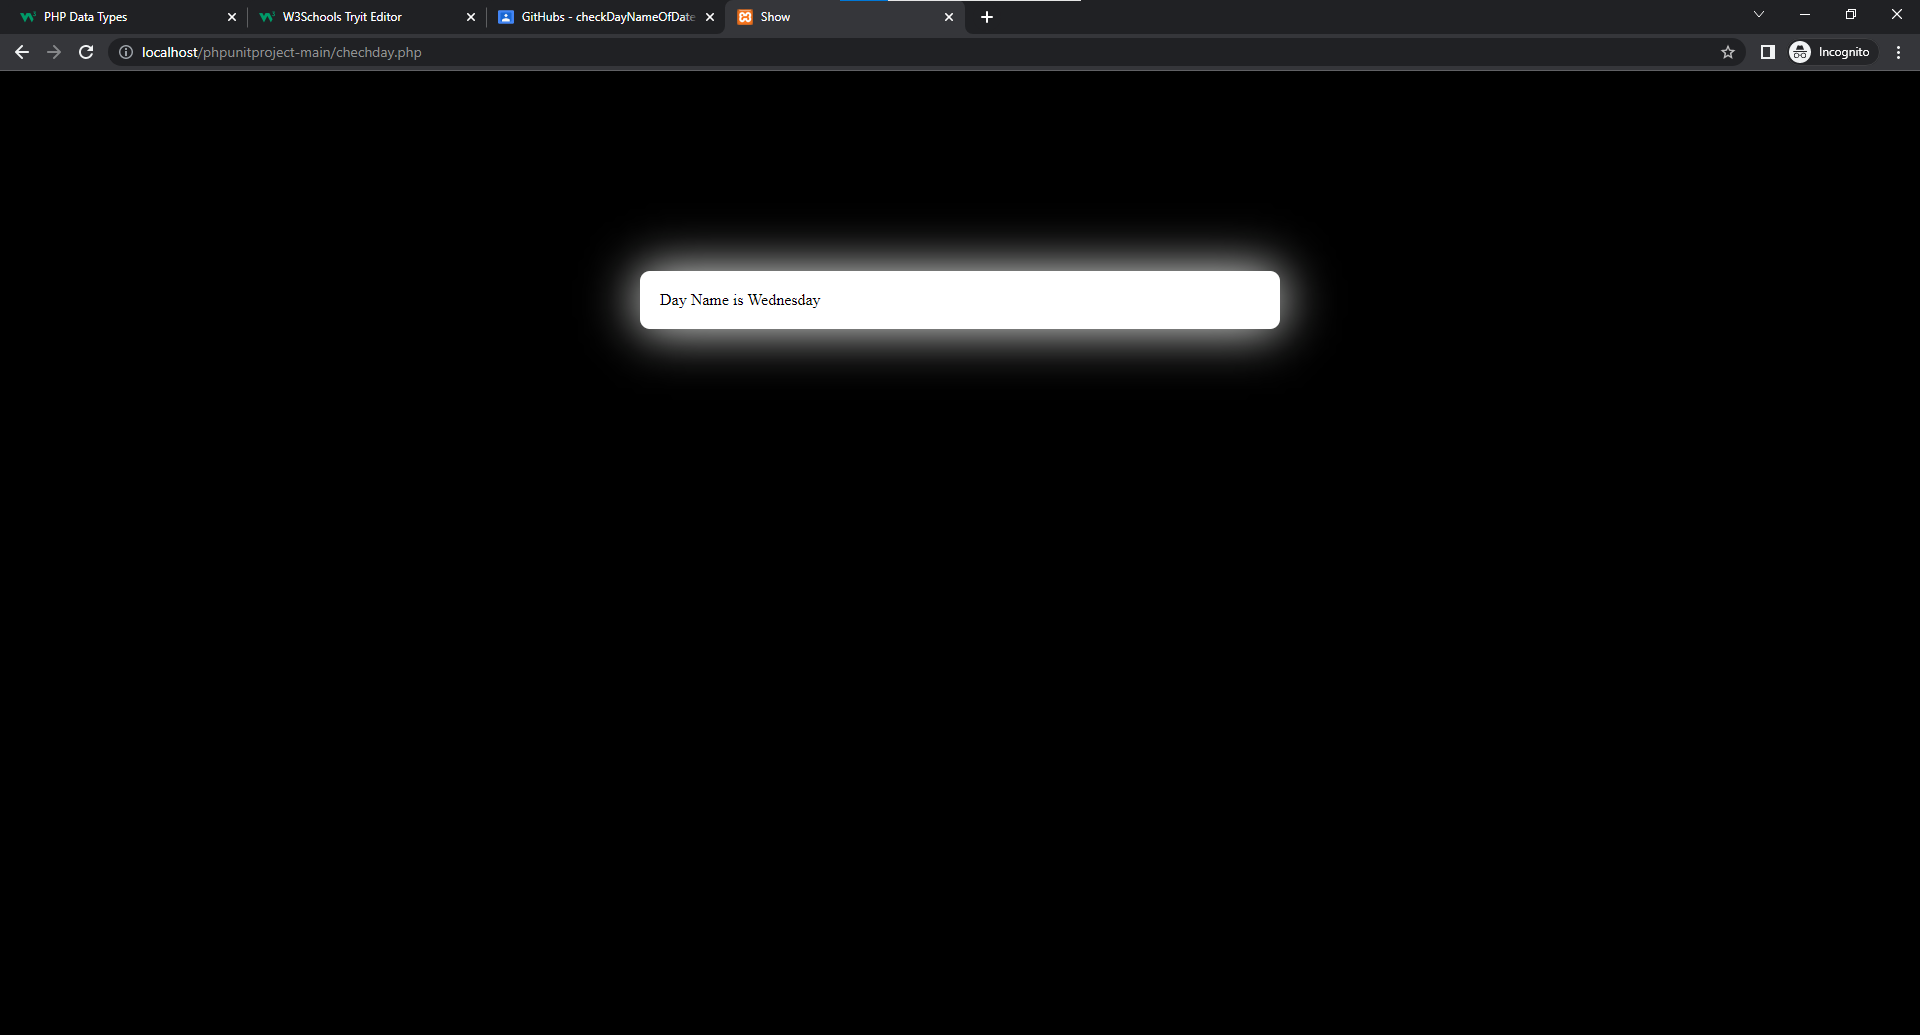 PHP Data Types
W3Schools Tryit Editor
GitHubs - checkDayNameOfDate
Show
localhost/phpunitproject-main/chechday.php
Incognito
Day Name is Wednesday